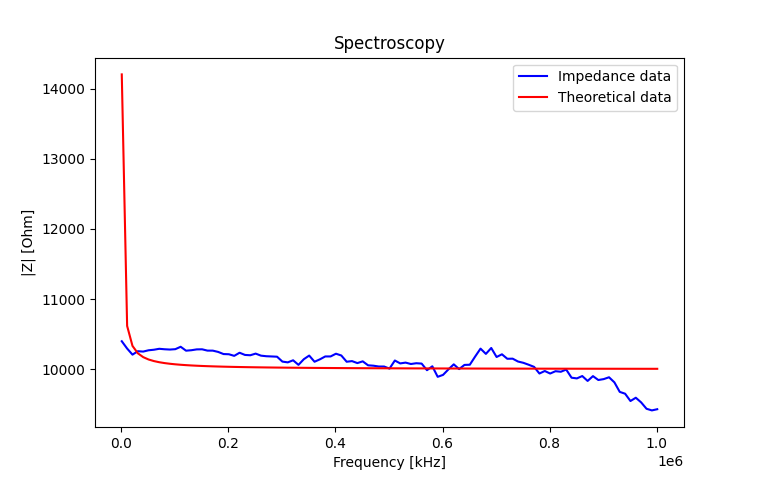 Spectroscopy
Impedance data
Theoretical data
|Z| [Ohm]
14000
13000
12000
11000
10000
0.0 0.2 0.4 0.6 0.8 1.0
1e6
Frequency [kHz]